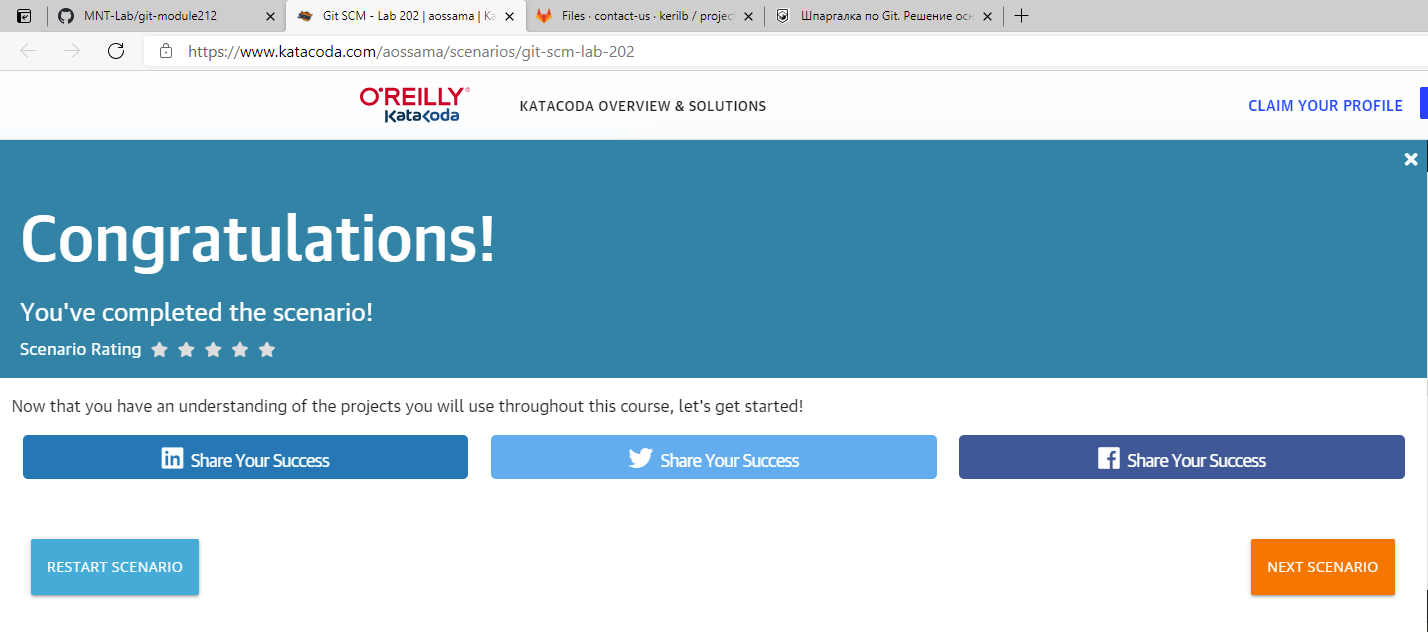 MNT-Lab/git-module212
Git SCM - Lab 202 | aossama | Ka
Files · contact-us · kerilb / project
Шпаргалка по Git. Решение осн
https://www.katacoda.com/aossama/scenarios/git-scm-lab-202
O'REILLY®
KataKoda
KATACODA OVERVIEW & SOLUTIONS
CLAIM YOUR PROFILE
Congratulations!
You've completed the scenario!
Scenario Rating
Now that you have an understanding of the projects you will use throughout this course, let's get started!
Share Your Success
Share Your Success
Share Your Success
RESTART SCENARIO
NEXT SCENARIO